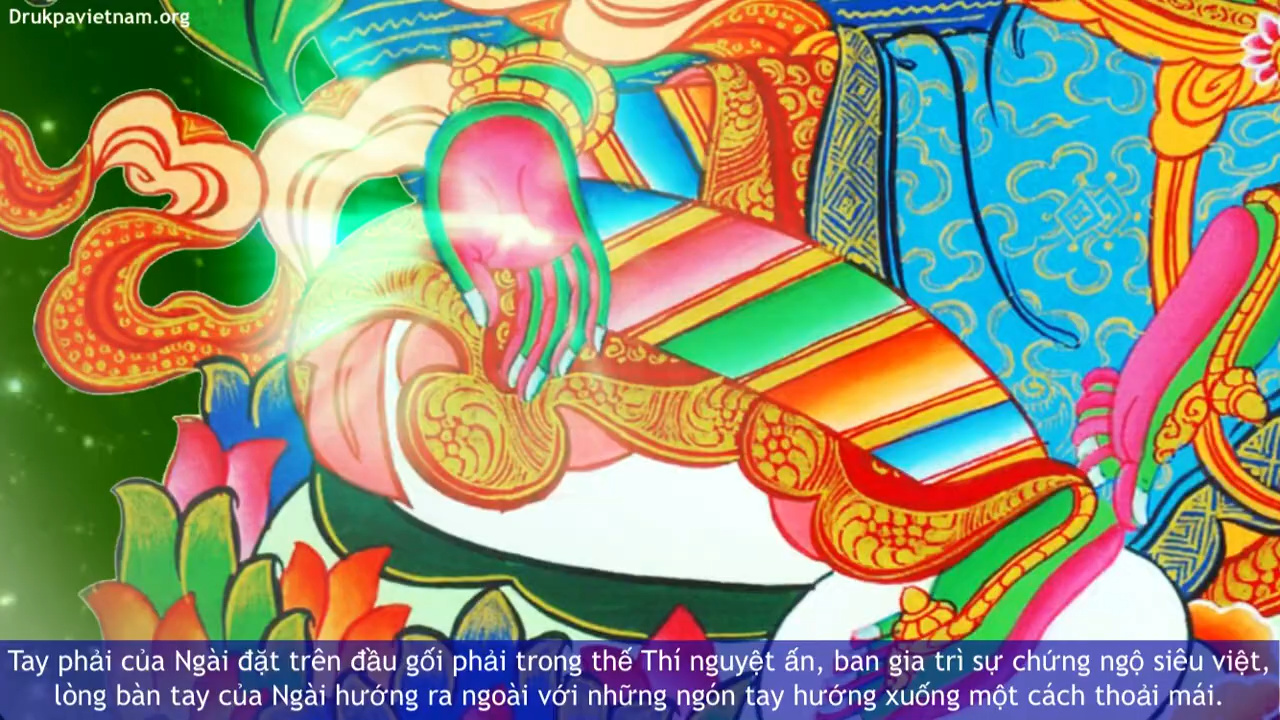 Drukpavietnam.org
Tay phải của Ngài đặt trên đầu gối phải trong thế Thí nguyệt ấn, ban gia trì sự chứng ngộ siêu việt,
lòng bàn tay của Ngài hướng ra ngoài với những ngón tay hướng xuống một cách thoải mái.